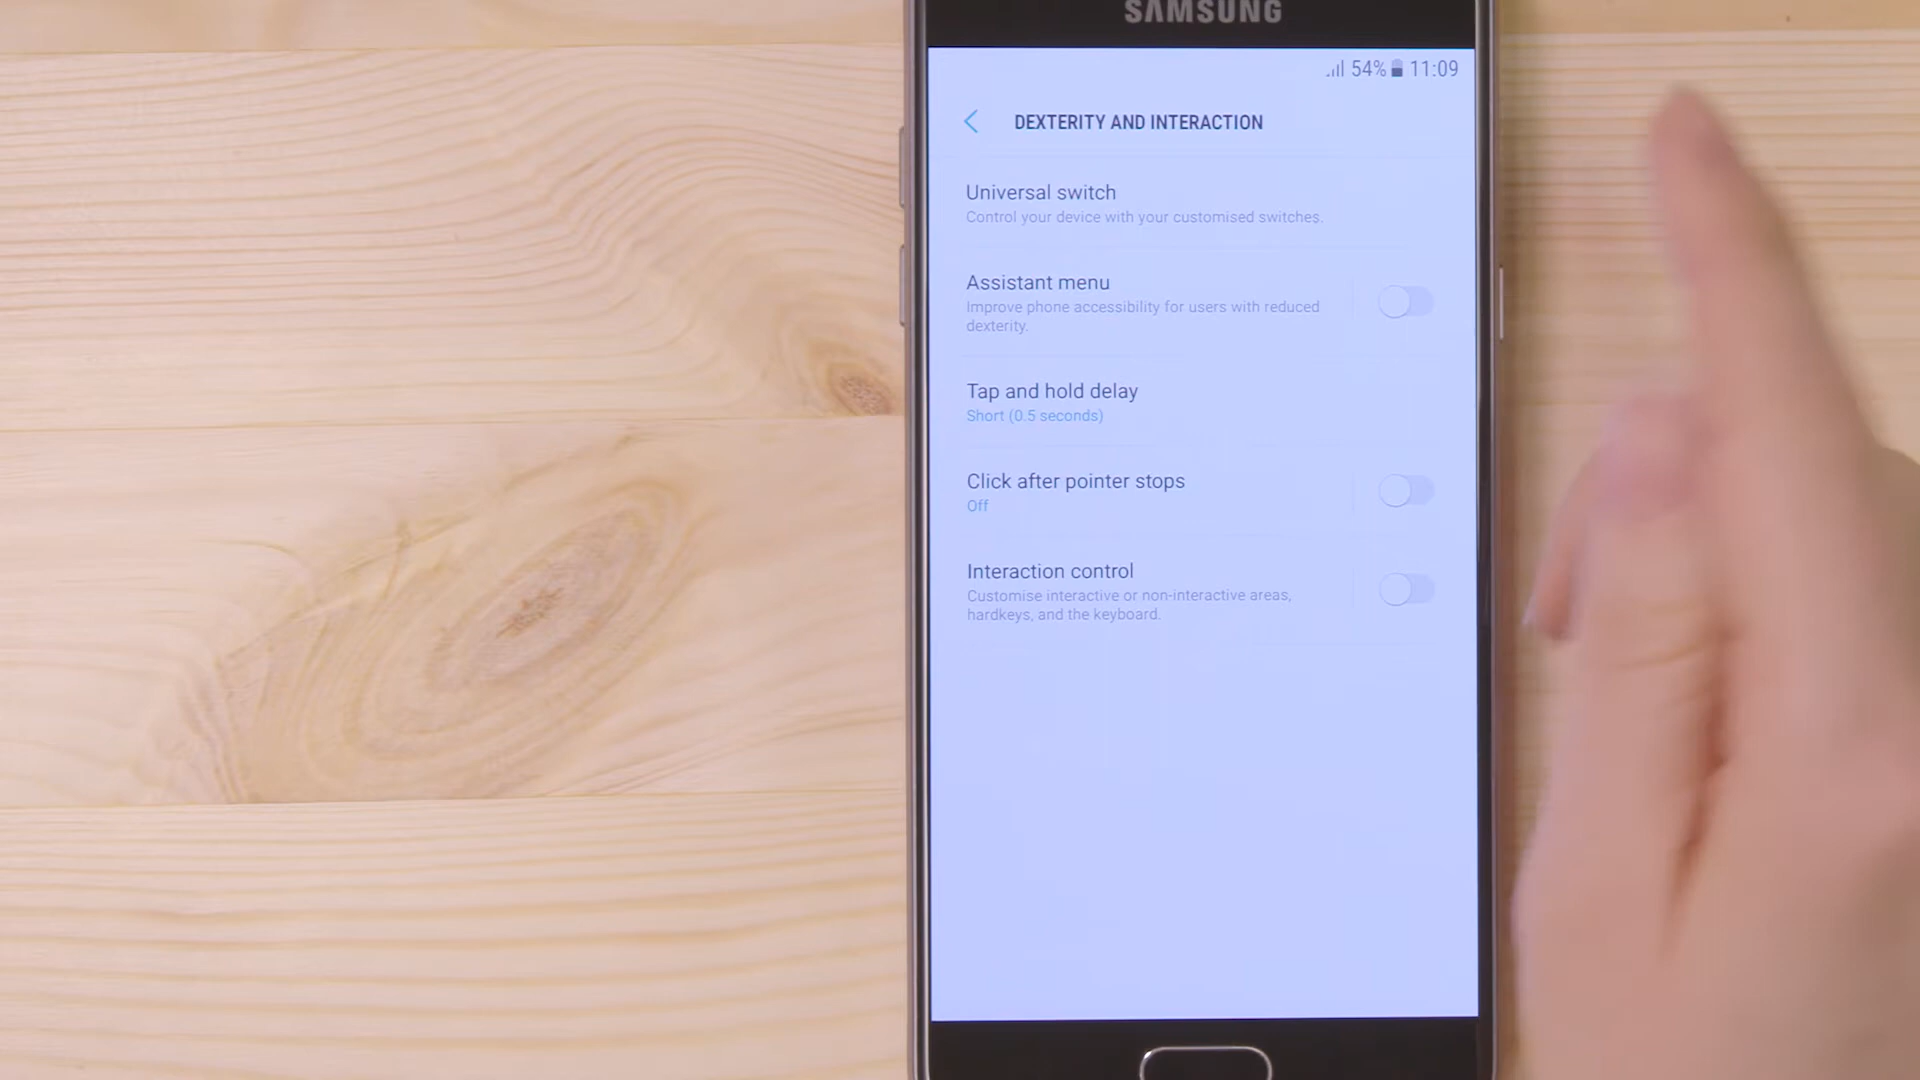 SAMSUNG
54% 11:09
DEXTERITY AND INTERACTION
Universal switch
Control your device with your customised switches.
Assistant menu
Improve phone accessibility for users with reduced
dexterity.
Tap and hold delay
Short (0.5 seconds)
Click after pointer stops
Off
Interaction control
Customise interactive or non-interactive areas,
hardkeys, and the keyboard.